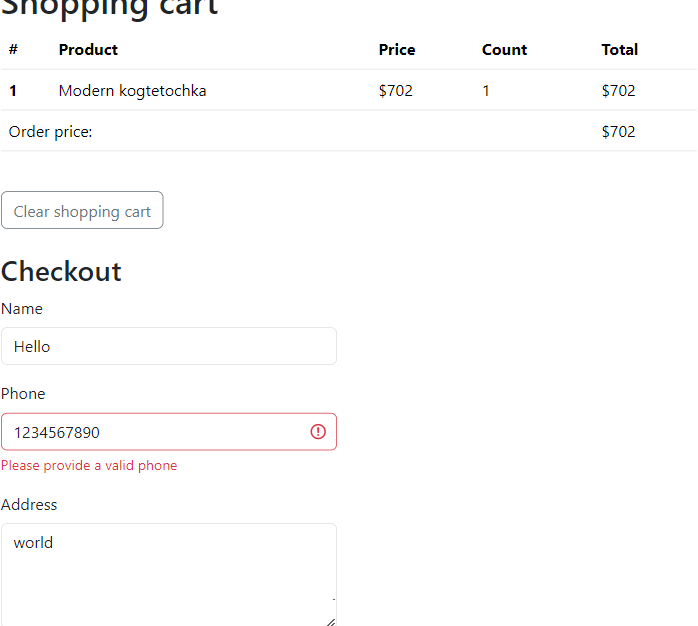 Shopping cart
# Product Price Count Total
1 Modern kogtetochka $702 1 $702
Order price: $702
Clear shopping cart
Checkout
Name
Hello
Phone
1234567890
Please provide a valid phone
Address
world